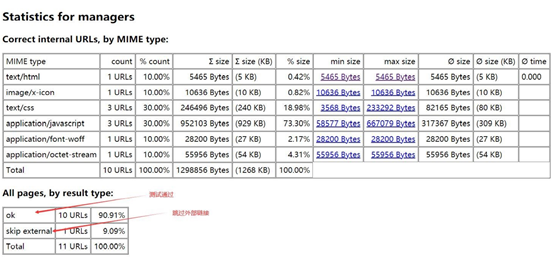 Statistics for managers
Correct internal URLs, by MIME type:
MIME type count % count Σ size Σ size (KB) % size min size max size Ø size Ø size (KB) Ø time
text/html 1 URLs 10.00% 5465 Bytes (5 KB) 0.42% 5465 Bytes 5465 Bytes 5465 Bytes (5 KB) 0.000
image/x-icon 1 URLs 10.00% 10636 Bytes (10 KB) 0.82% 10636 Bytes 10636 Bytes 10636 Bytes (10 KB)
text/css 3 URLs 30.00% 246496 Bytes (240 KB) 18.98% 3568 Bytes 233292 Bytes 82165 Bytes (80 KB)
application/javascript 3 URLs 30.00% 952103 Bytes (929 KB) 73.30% 58577 Bytes 667079 Bytes 317367 Bytes (309 KB)
application/font-woff 1 URLs 10.00% 28200 Bytes (27 KB) 2.17% 28200 Bytes 28200 Bytes 28200 Bytes (27 KB)
application/octet-stream 1 URLs 10.00% 55956 Bytes (54 KB) 4.31% 55956 Bytes 55956 Bytes 55956 Bytes (54 KB)
Total 10 URLs 100.00% 1298856 Bytes (1268 KB) 100.00%
All pages, by result type:
测试通过
ok 10 URLs 90.91%
跳过外部链接
skip external 1 URLs 9.09%
Total 11 URLs 100.00%